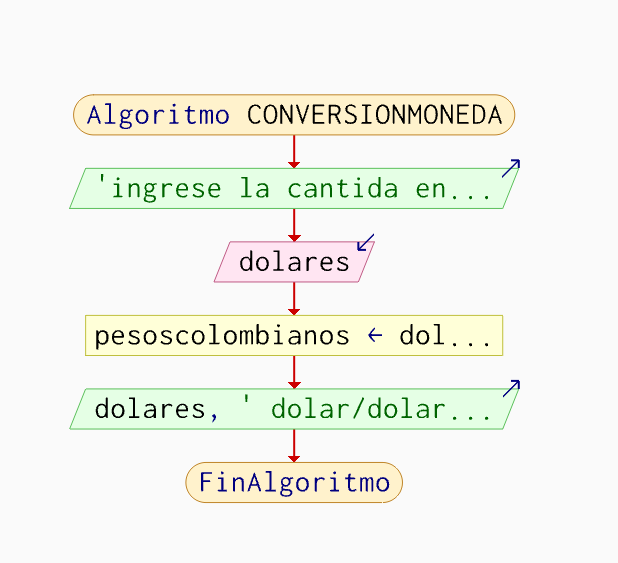 Algoritmo CONVERSIONMONEDA
'ingrese la cantida en...
dolares
pesoscolombianos ← dol...
dolares, ' dolar/dolar...
FinAlgoritmo